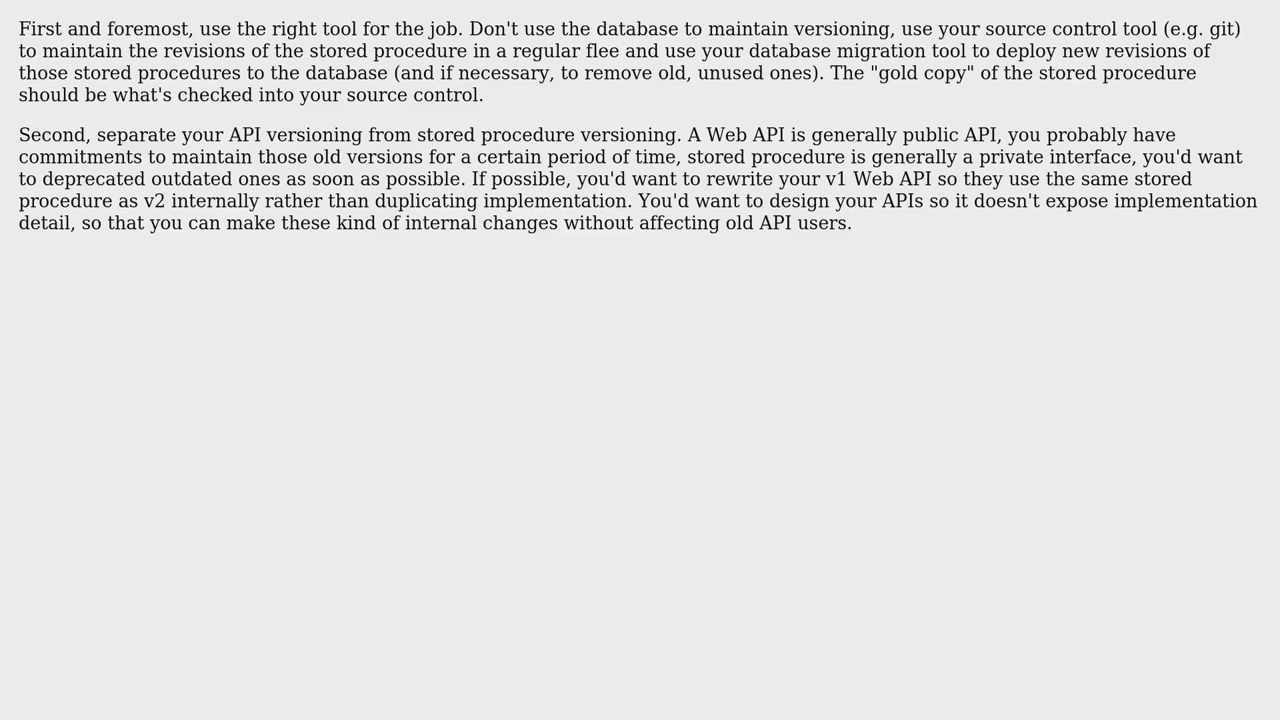 First and foremost, use the right tool for the job. Don't use the database to maintain versioning, use your source control tool (e.g. git)
to maintain the revisions of the stored procedure in a regular flee and use your database migration tool to deploy new revisions of
those stored procedures to the database (and if necessary, to remove old, unused ones). The "gold copy" of the stored procedure
should be what's checked into your source control.
Second, separate your API versioning from stored procedure versioning. A Web API is generally public API, you probably have
commitments to maintain those old versions for a certain period of time, stored procedure is generally a private interface, you'd want
to deprecated outdated ones as soon as possible. If possible, you'd want to rewrite your v1 Web API so they use the same stored
procedure as v2 internally rather than duplicating implementation. You'd want to design your APIs so it doesn't expose implementation
detail, so that you can make these kind of internal changes without affecting old API users.